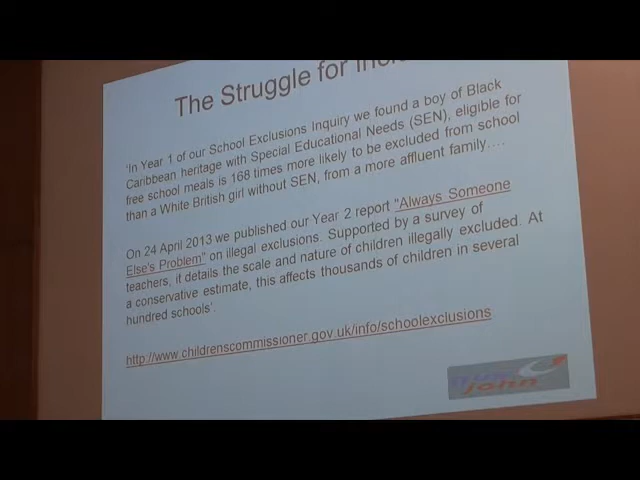 The Struggle for
'In Year 1 of our School Exclusions Inquiry we found a boy of Black
Caribbean heritage with Special Educational Needs (SEN), eligible for
free school meals is 168 times more likely to be excluded from school
than a White British girl without SEN, from a more affluent family….
On 24 April 2013 we published our Year 2 report "Always Someone
Else's Problem" on illegal exclusions. Supported by a survey of
teachers, it details the scale and nature of children illegally excluded. At
a conservative estimate, this affects thousands of children in several
hundred schools'.
http://www.childrenscommissioner.gov.uk/info/schoolexclusions
john